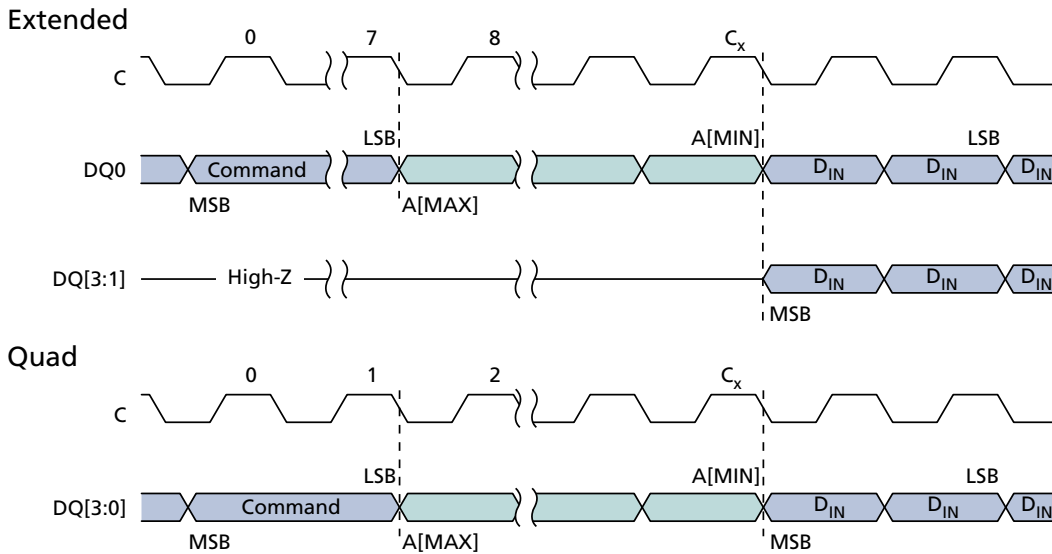 Extended
0 7 8 Cx
C
LSB A[MIN] LSB
DQ0 Command DIN DIN DIN
MSB A[MAX]
DQ[3:1] High-Z DIN DIN DIN
MSB
Quad
0 1 2 Cx
C
LSB A[MIN] LSB
DQ[3:0] Command DIN DIN DIN
MSB A[MAX] MSB